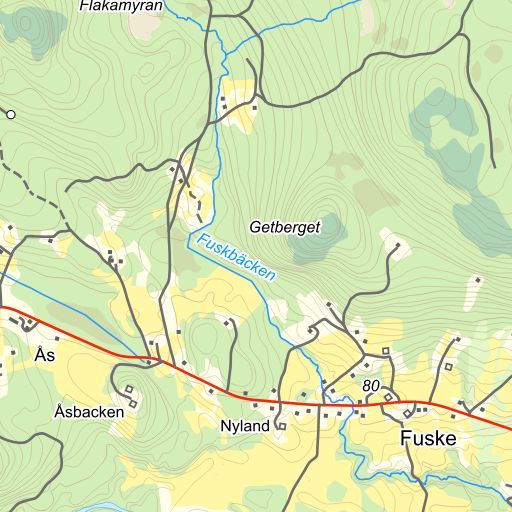 Flakamyran
Getberget
Fuskbäcken
Ås
80
Åsbacken
Nyland
Fuske